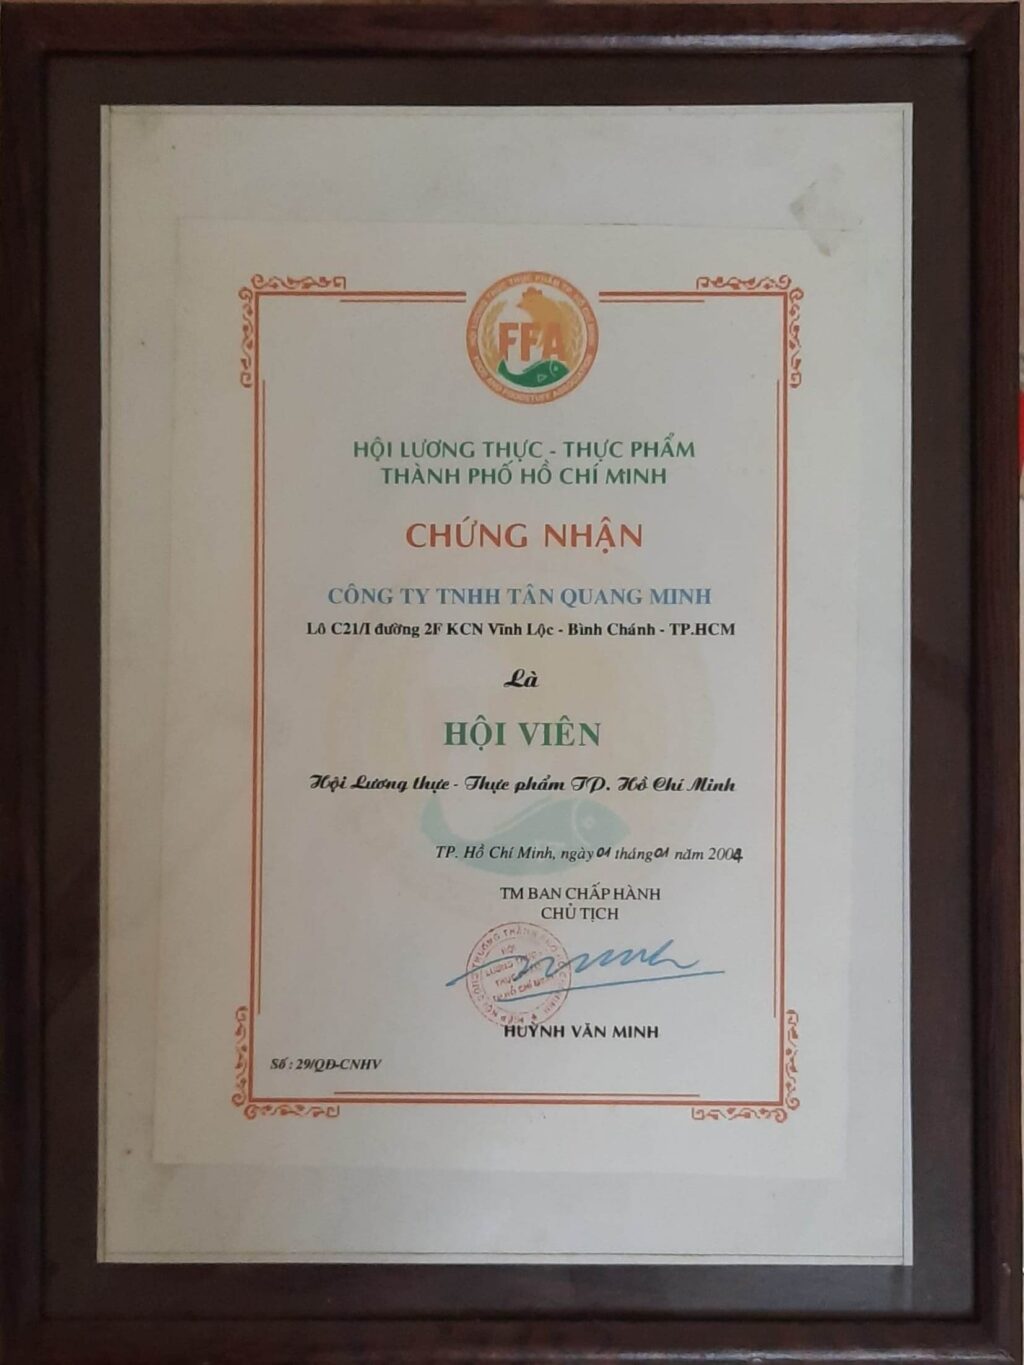 FFA
HỘI LƯƠNG THỰC - THỰC PHẨM
THÀNH PHỐ HỒ CHÍ MINH
CHỨNG NHẬN
CÔNG TY TNHH TÂN QUANG MINH
Lô C21/I đường 2F KCN Vĩnh Lộc - Bình Chánh - TP.HCM
Là
HỘI VIÊN
Hội Lương thực - Thực phẩm TP. Hồ Chí Minh
TP. Hồ Chí Minh, ngày 01 tháng 01 năm 2004
TM BAN CHẤP HÀNH
CHỦ TỊCH
HUỲNH VĂN MINH
Số : 29/QĐ-CNHV